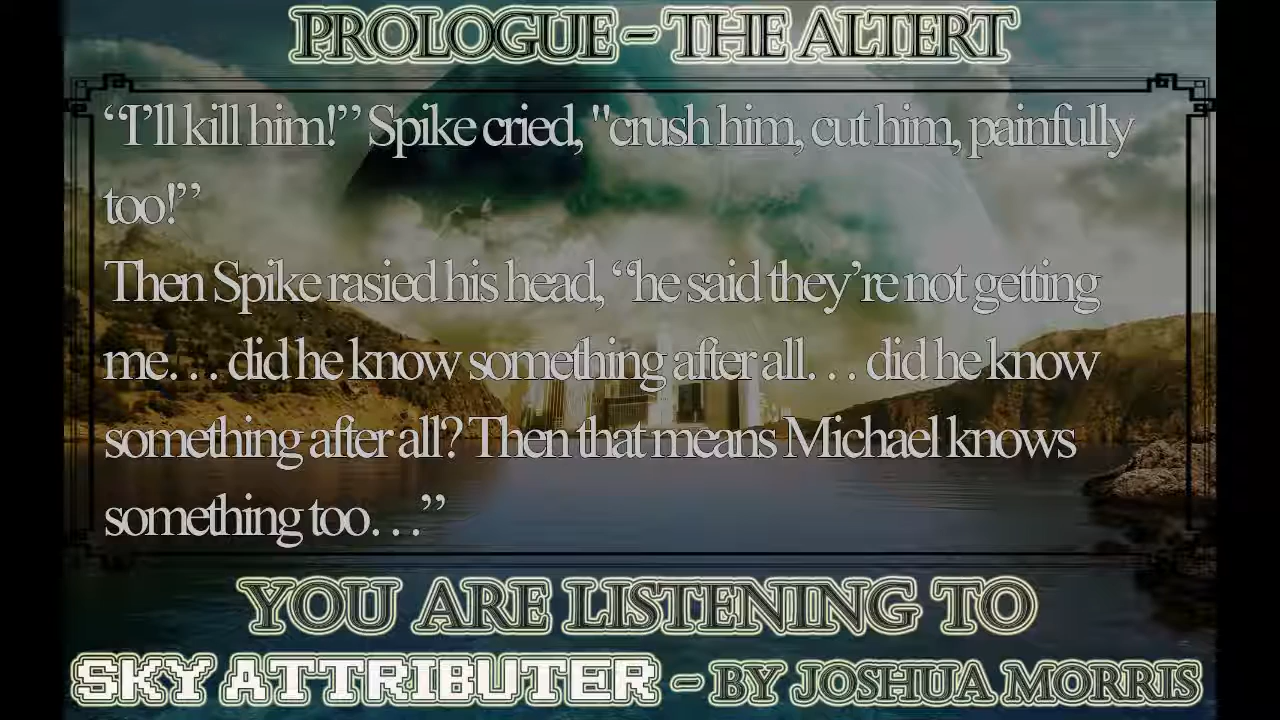 PROLOGUE - THE ALTERT
“I’ll kill him!” Spike cried, "crush him, cut him, painfully
too!”
Then Spike rasied his head, “he said they’re not getting
me… did he know something after all… did he know
something after all? Then that means Michael knows
something too…”
YOU ARE LISTENING TO
SKY ATTRIBUTER - BY JOSHUA MORRIS